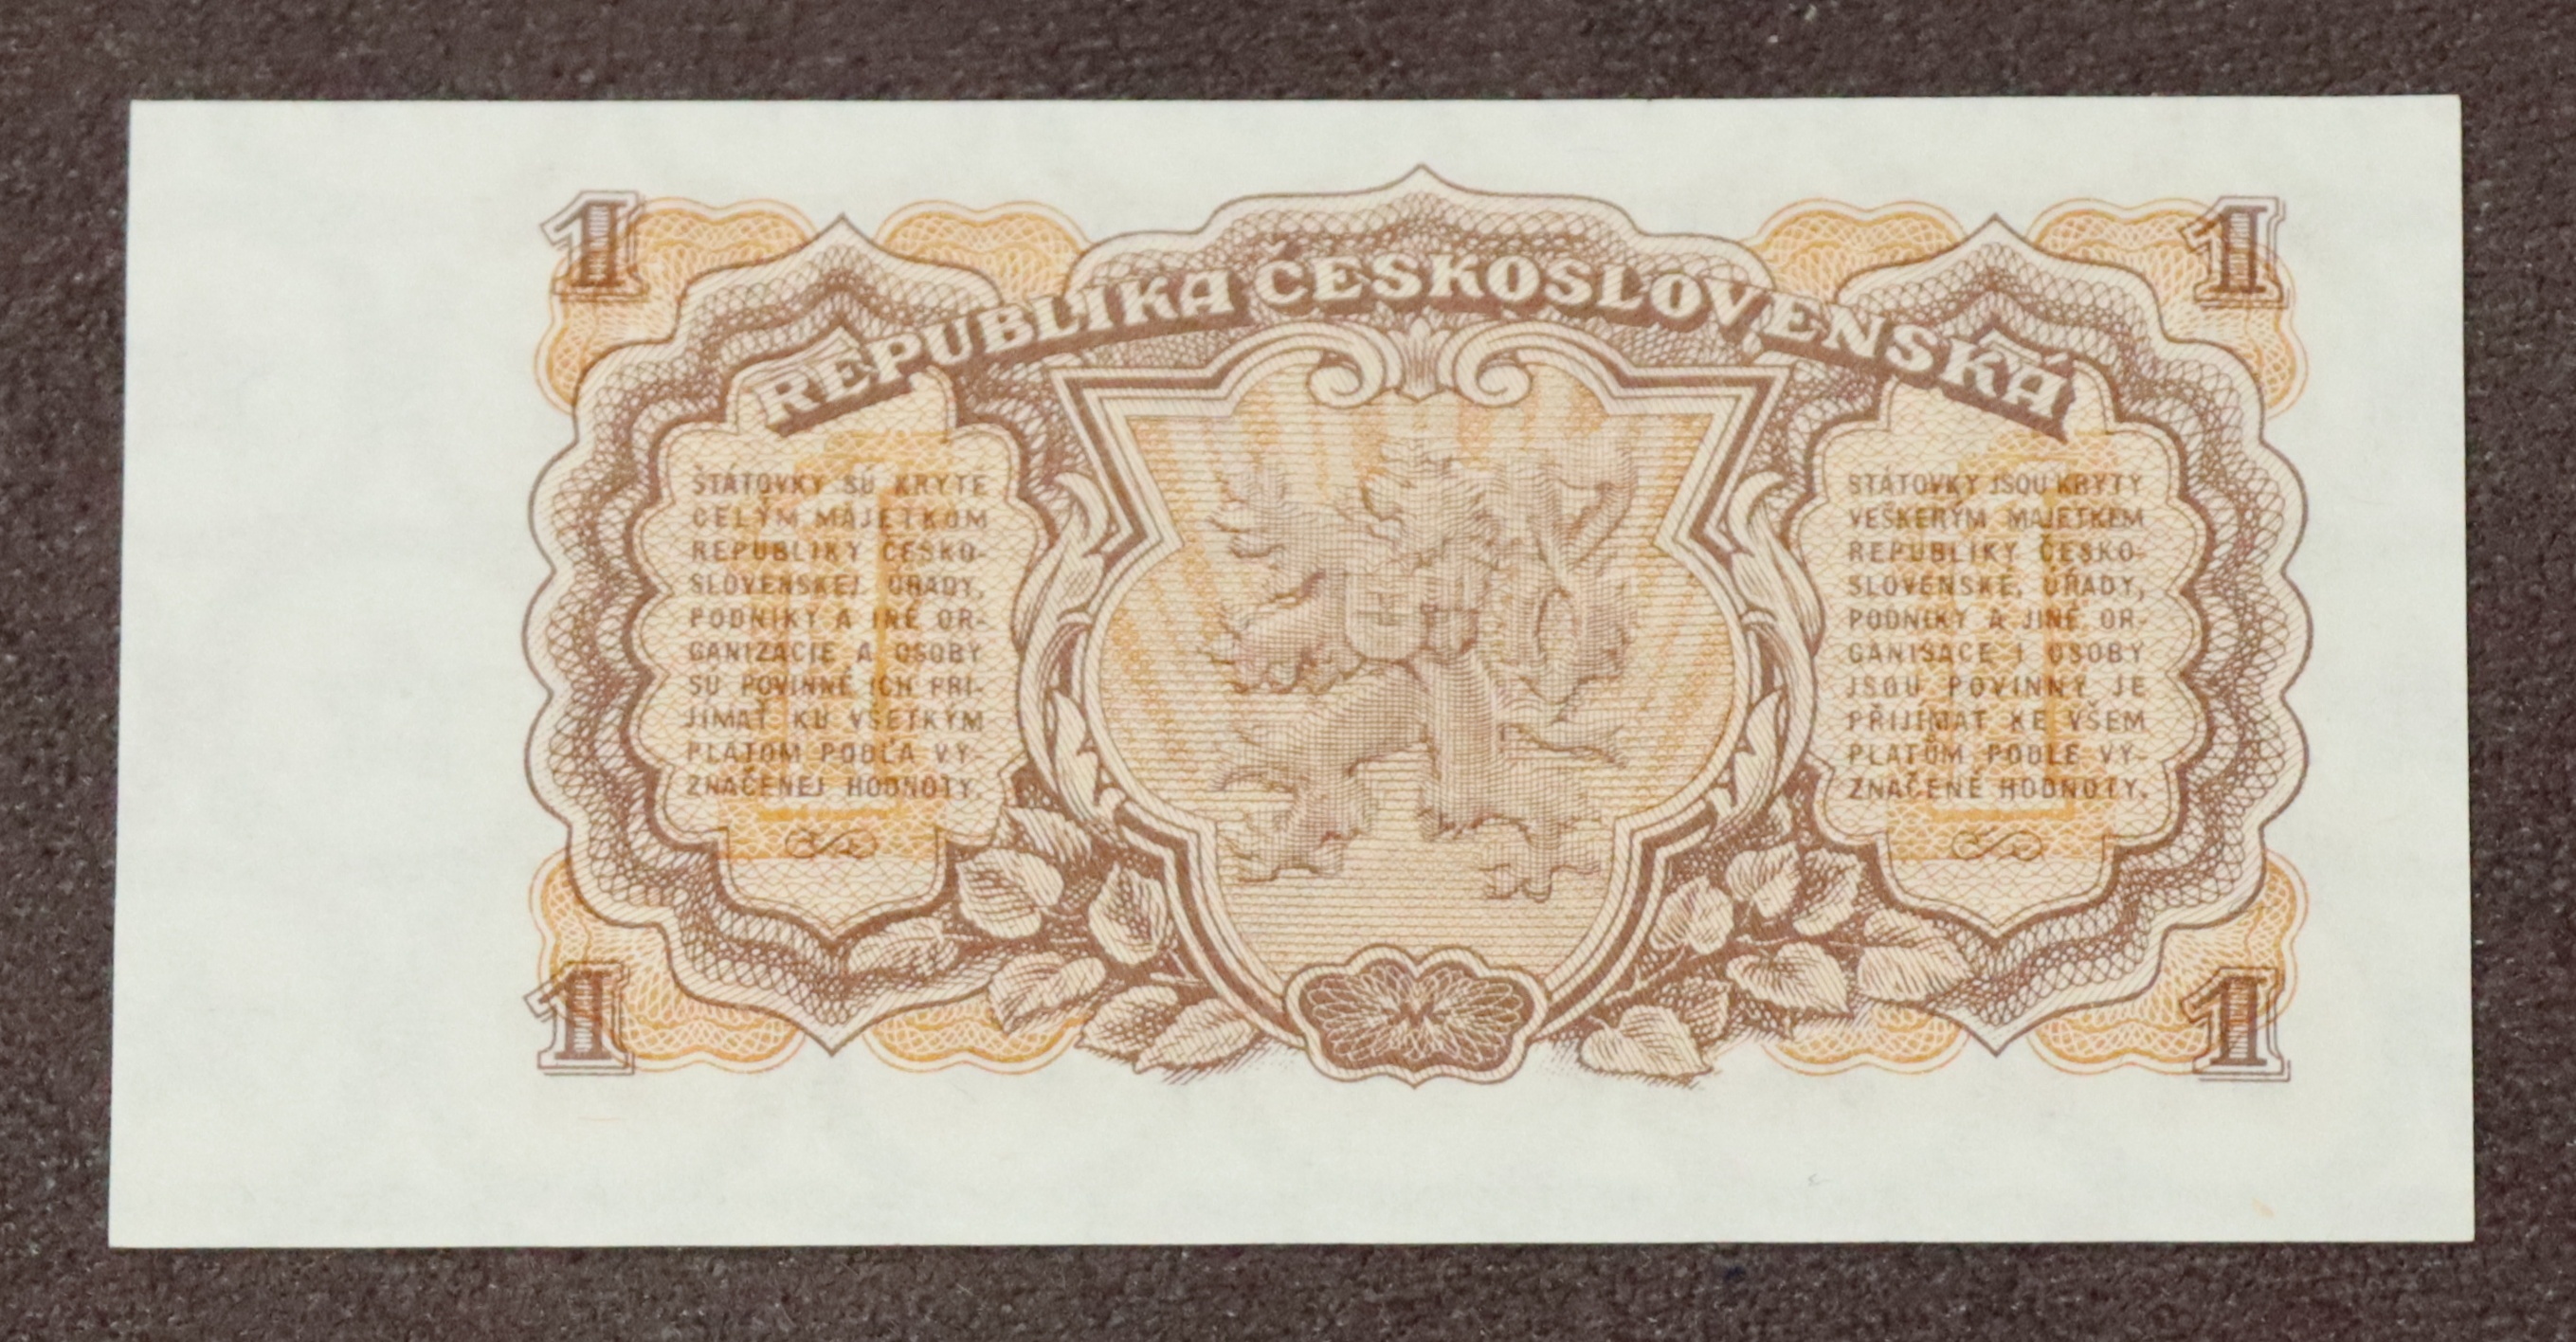 1
1
REPUBLIKA ČESKOSLOVENSKÁ
ŠTÁTOVKY SÚ KRYTÉ
CELÝM MAJETKOM
REPUBLIKY ČESKO-
SLOVENSKEJ. ÚRADY,
PODNIKY A INÉ OR-
GANIZÁCIE A OSOBY
SÚ POVINNÉ ICH PRI-
JÍMAŤ KU VŠETKÝM
PLATOM PODĽA VY-
ZNAČENEJ HODNOTY.
1
STÁTOVKY JSOU KRYTY
VEŠKERÝM MAJETKEM
REPUBLIKY ČESKO-
SLOVENSKÉ. ÚŘADY,
PODNIKY A JINÉ OR-
GANISACE I OSOBY
JSOU POVINNY JE
PŘIJÍMAT KE VŠEM
PLATŮM PODLE VY-
ZNAČENÉ HODNOTY.
1
1
1